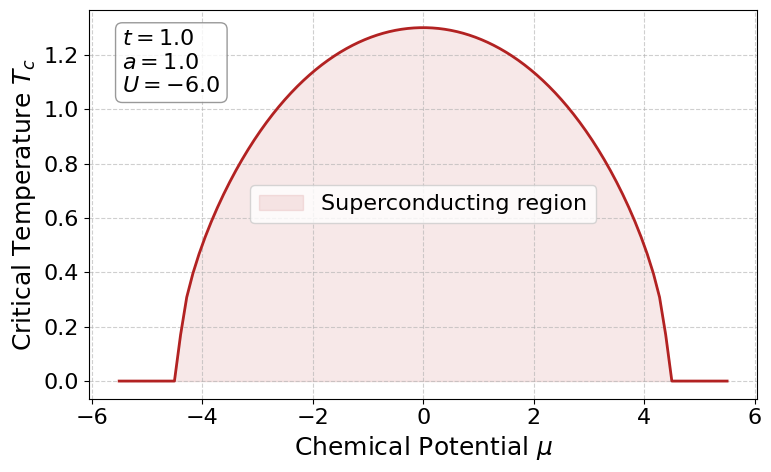 t = 1.0
a = 1.0
U = −6.0
Superconducting region
Critical Temperature T_c
1.2
1.0
0.8
0.6
0.4
0.2
0.0
−6
−4
−2
0
2
4
6
Chemical Potential μ